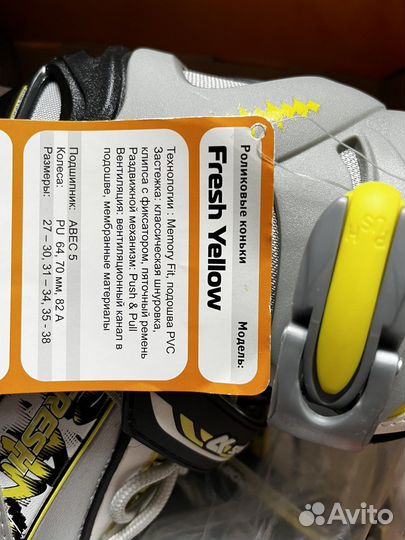 Роликовые коньки Модель:
Fresh Yellow
Технологии : Memory Fit, подошва PVC
Застежка: классическая шнуровка,
клипса с фиксатором, пяточный ремень
Раздвижной механизм: Push & Pull
Вентиляция: вентиляционный канал в
подошве, мембранные материалы
Подшипник: ABEC 5
Колеса: PU 64, 70 мм. 82 А
Размеры: 27 – 30, 31 – 34, 35 - 38
PUSH
FRESH
Avito